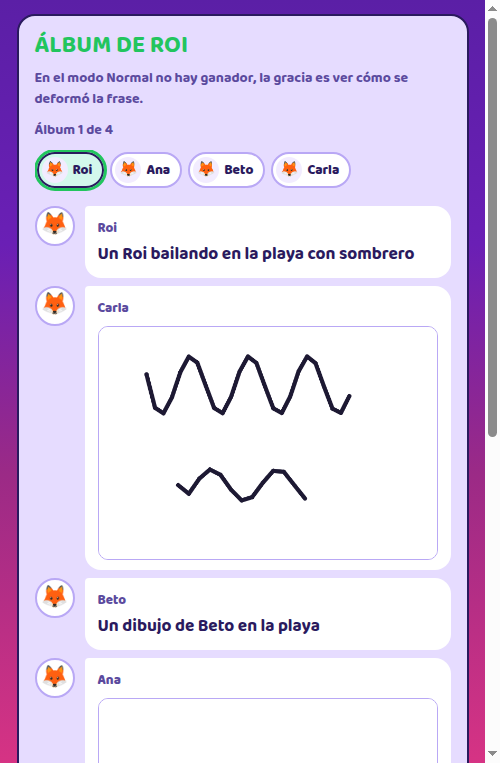 ÁLBUM DE ROI
En el modo Normal no hay ganador, la gracia es ver cómo se
deformó la frase.
Álbum 1 de 4
Roi
Ana
Beto
Carla
Roi
Un Roi bailando en la playa con sombrero
Carla
Beto
Un dibujo de Beto en la playa
Ana